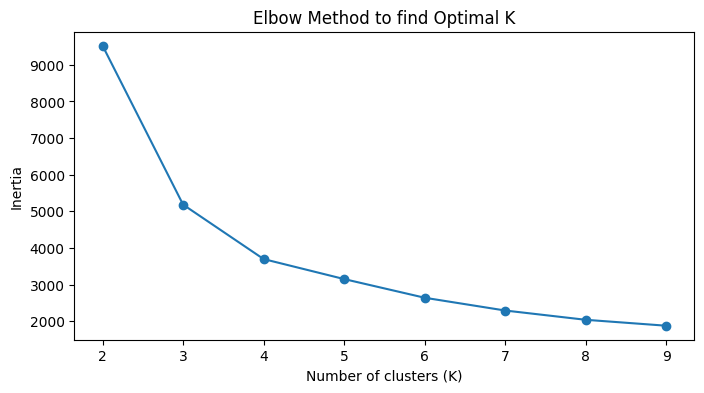 Elbow Method to find Optimal K
9000
8000
7000
6000
5000
4000
3000
2000
Inertia
2 3 4 5 6 7 8 9
Number of clusters (K)